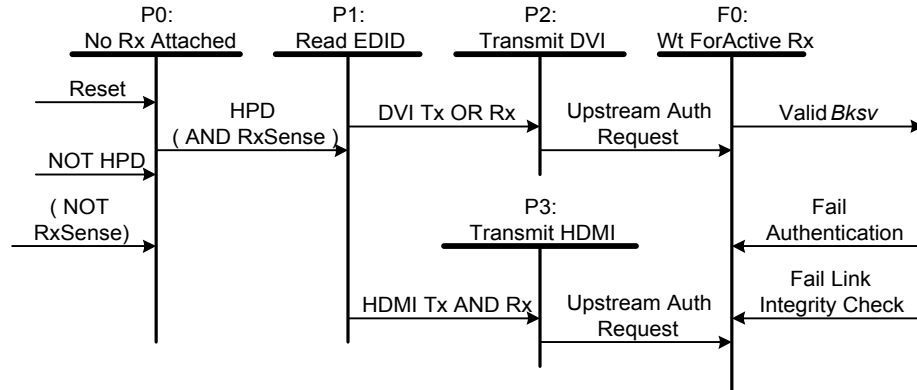 P0:
No Rx Attached
P1:
Read EDID
P2:
Transmit DVI
F0:
Wt ForActive Rx
Reset
HPD
( AND RxSense )
DVI Tx OR Rx
Upstream Auth
Request
Valid Bksv
NOT HPD
( NOT
RxSense)
P3:
Transmit HDMI
Fail
Authentication
HDMI Tx AND Rx
Upstream Auth
Request
Fail Link
Integrity Check